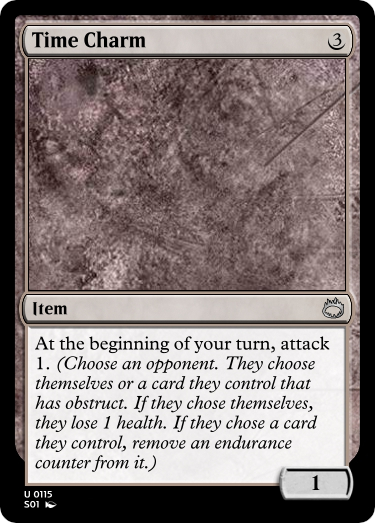 Time Charm 3
Item
At the beginning of your turn, attack
1. (Choose an opponent. They choose
themselves or a card they control that
has obstruct. If they chose themselves,
they lose 1 health. If they chose a card
they control, remove an endurance
counter from it.)
1
U 0115
S01